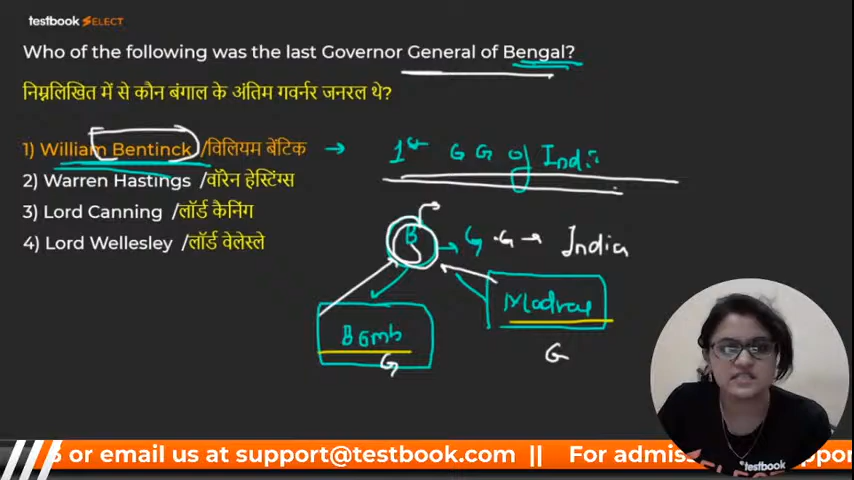 testbook SELECT
Who of the following was the last Governor General of Bengal?
निम्नलिखित में से कौन बंगाल के अंतिम गवर्नर जनरल थे?
1) William Bentinck /विलियम बेंटिक → 1st G G of India
2) Warren Hastings /वॉरेन हेस्टिंग्स
3) Lord Canning /लॉर्ड कैनिंग
B → G.G → India
4) Lord Wellesley /लॉर्ड वेलेस्ले
Madras
Bomb
G
G
testbook
S or email us at support@testbook.com || For admis